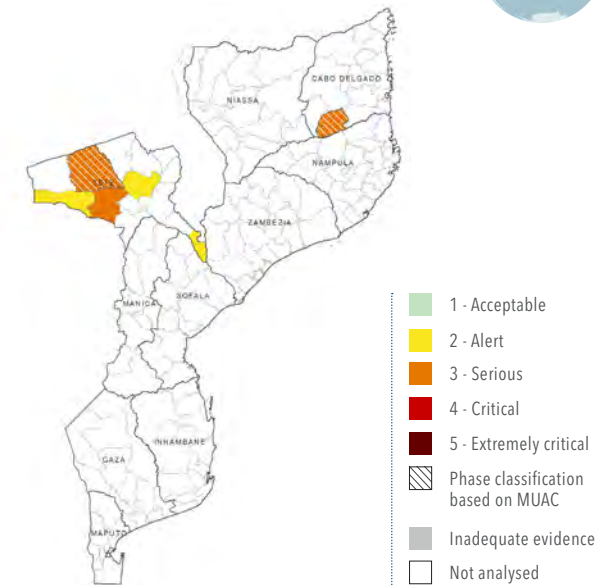 CABO DELGADO
NIASSA
NAMPULA
TETE
ZAMBEZIA
MANICA
SOFALA
INHAMBANE
GAZA
MAPUTO
1 - Acceptable
2 - Alert
3 - Serious
4 - Critical
5 - Extremely critical
Phase classification
based on MUAC
Inadequate evidence
Not analysed